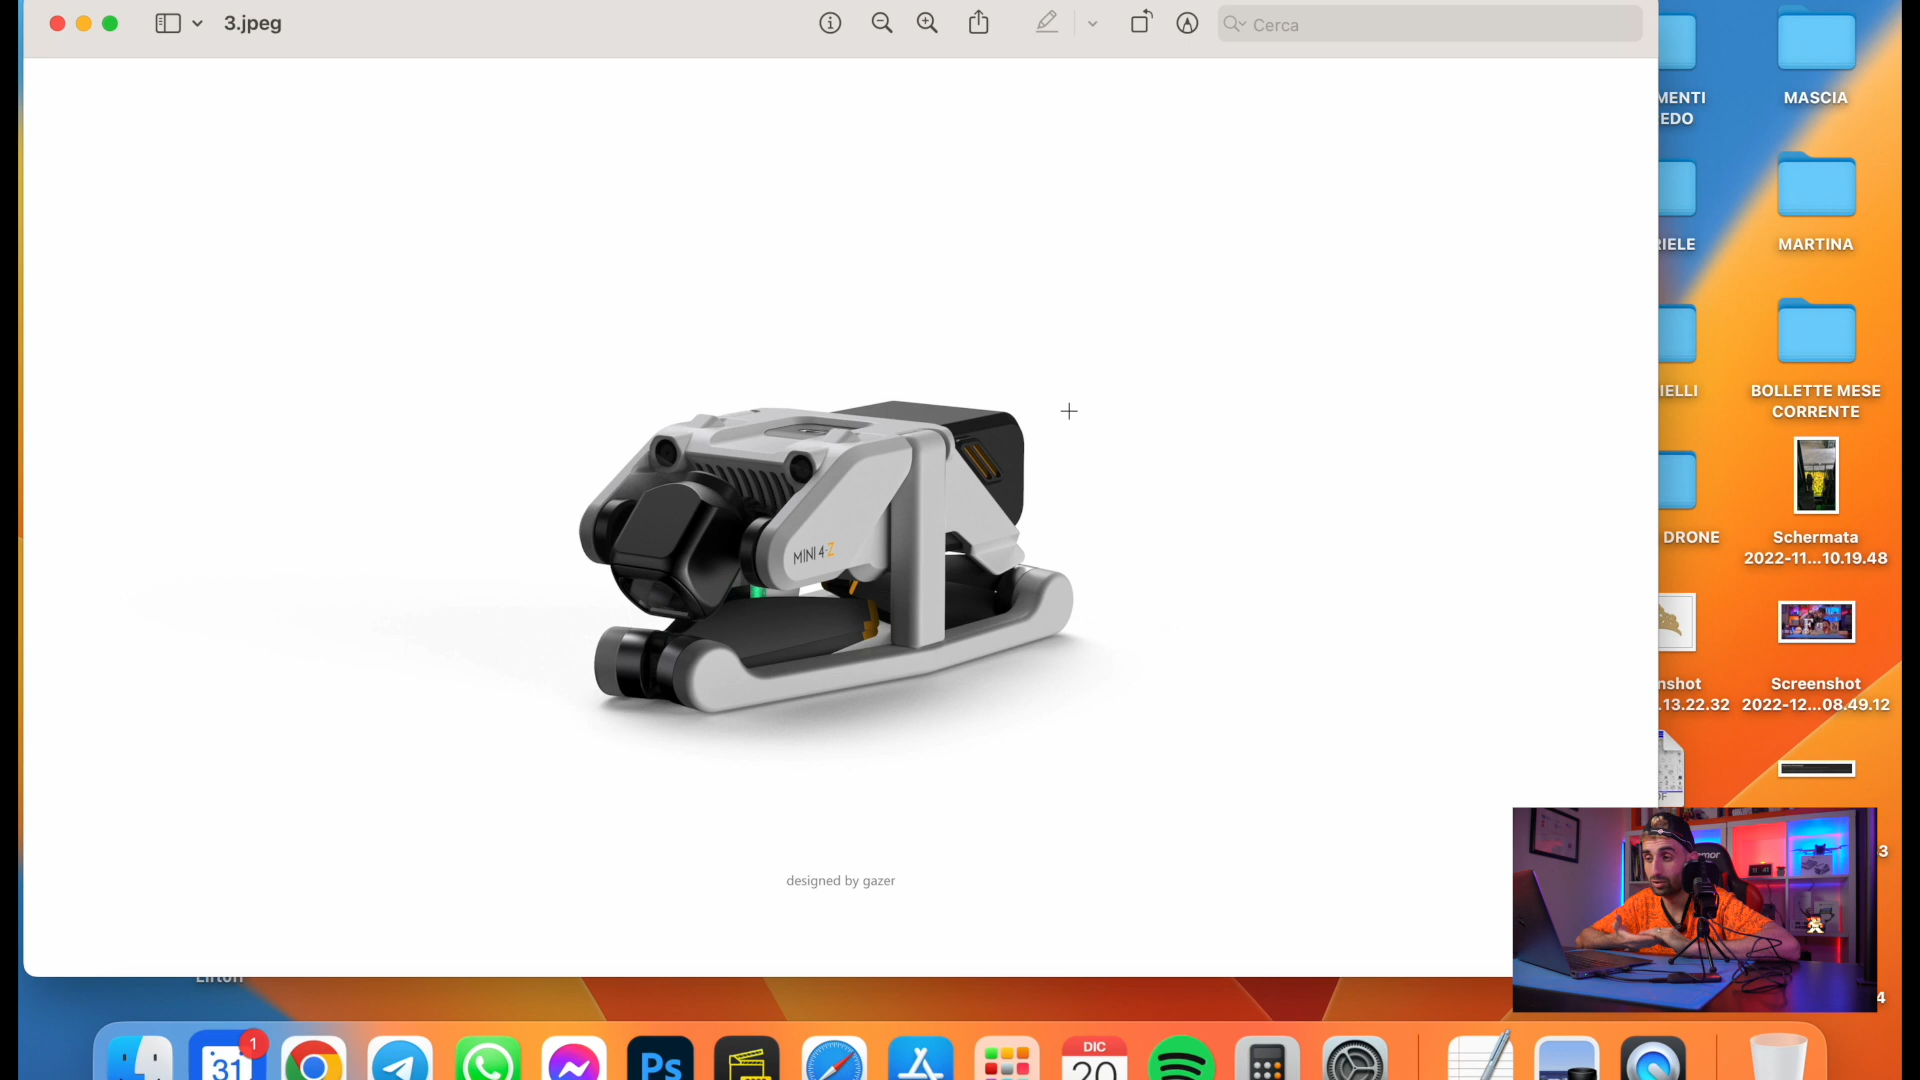 3.jpeg
Cerca
MENTI
EDO
MASCIA
RIELE
MARTINA
IELLI
BOLLETTE MESE
CORRENTE
DRONE
Schermata
2022-11...10.19.48
MINI 4-Z
nshot
.13.22.32
Screenshot
2022-12...08.49.12
designed by gazer
3
4
1
31
Ps
DIC
20